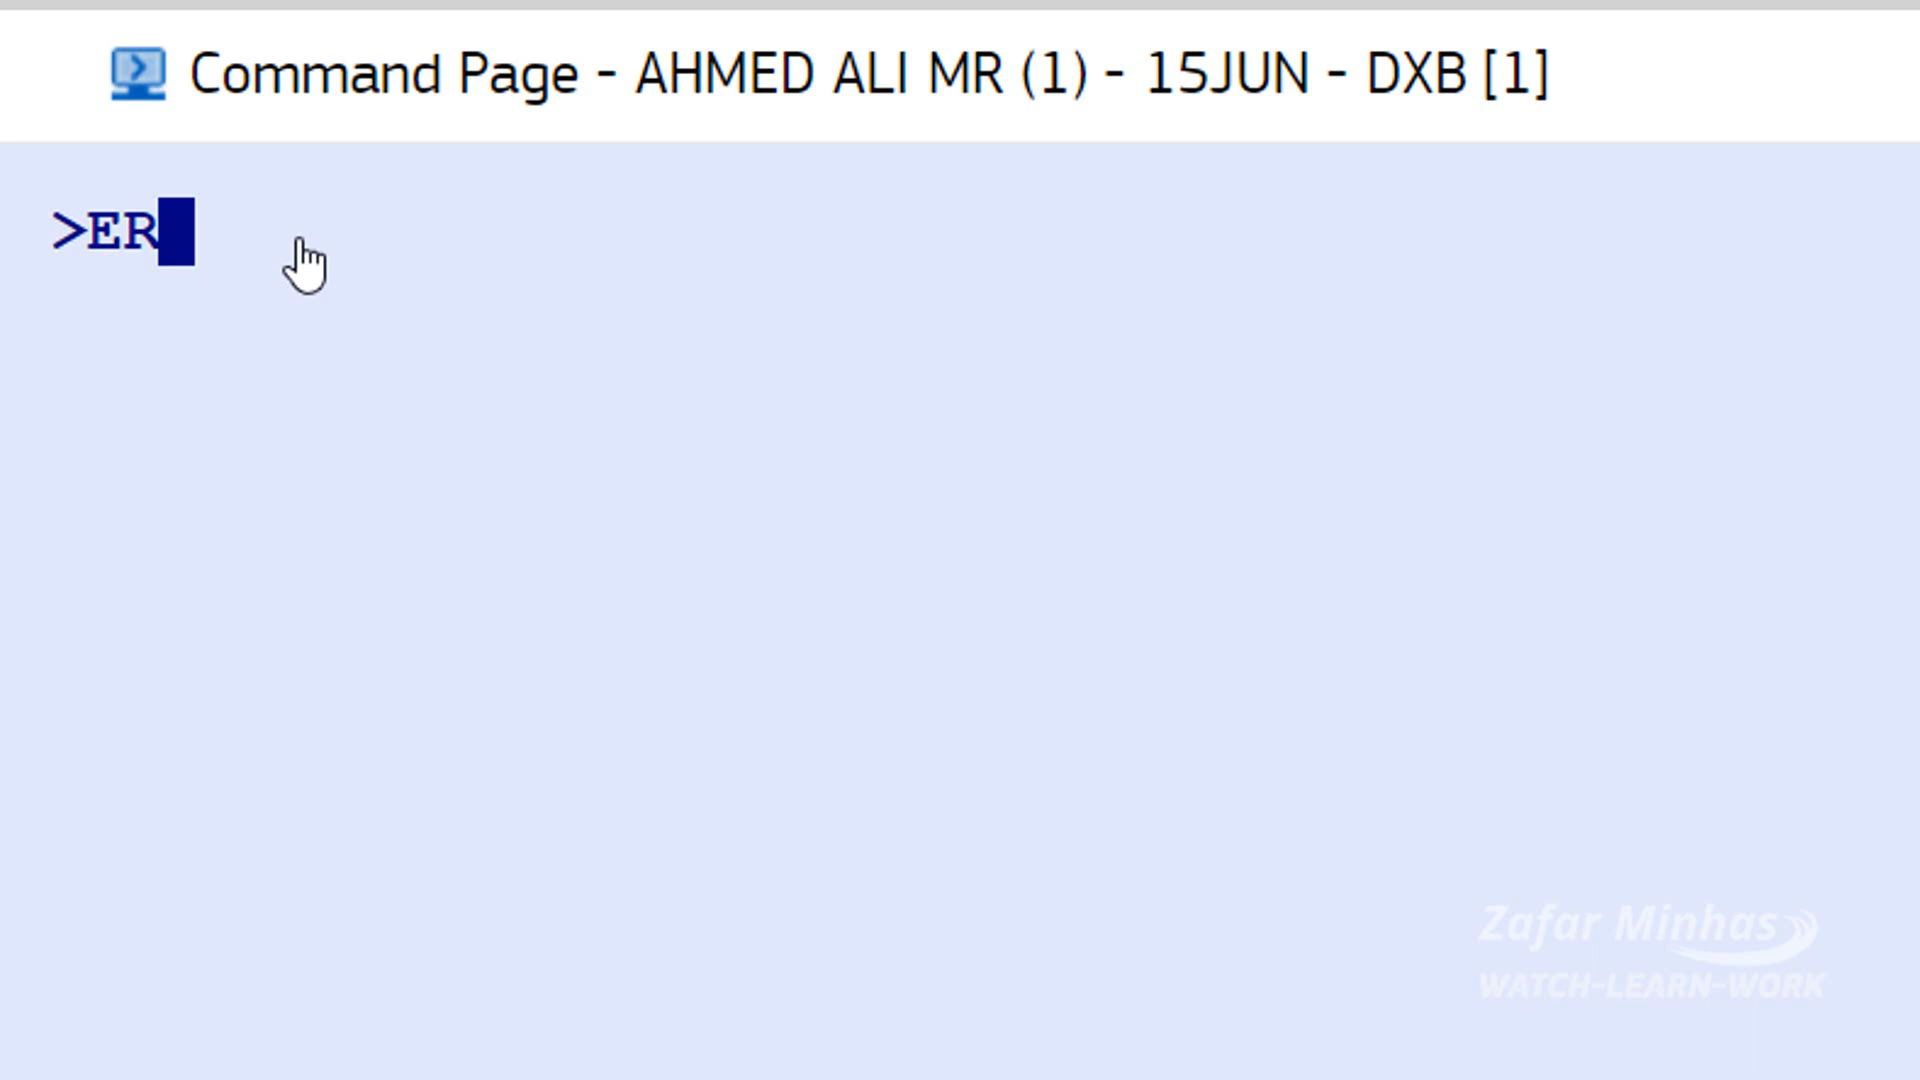 Command Page - AHMED ALI MR (1) - 15JUN - DXB [1]
>ER
Zafar Minhas
WATCH-LEARN-WORK